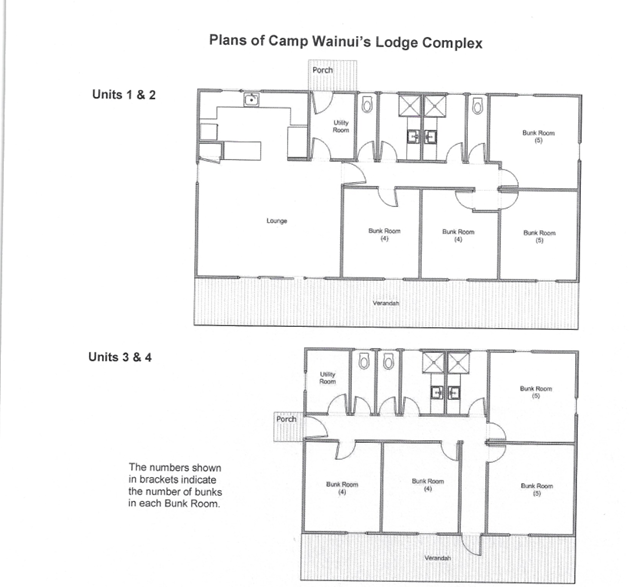 Plans of Camp Wainui's Lodge Complex
Units 1 & 2
Porch
Utility
Room
Bunk Room
(5)
Lounge
Bunk Room
(4)
Bunk Room
(4)
Bunk Room
(5)
Verandah
Units 3 & 4
Utility
Room
Bunk Room
(5)
Porch
Bunk Room
(4)
Bunk Room
(4)
Bunk Room
(5)
The numbers shown
in brackets indicate
the number of bunks
in each Bunk Room.
Verandah